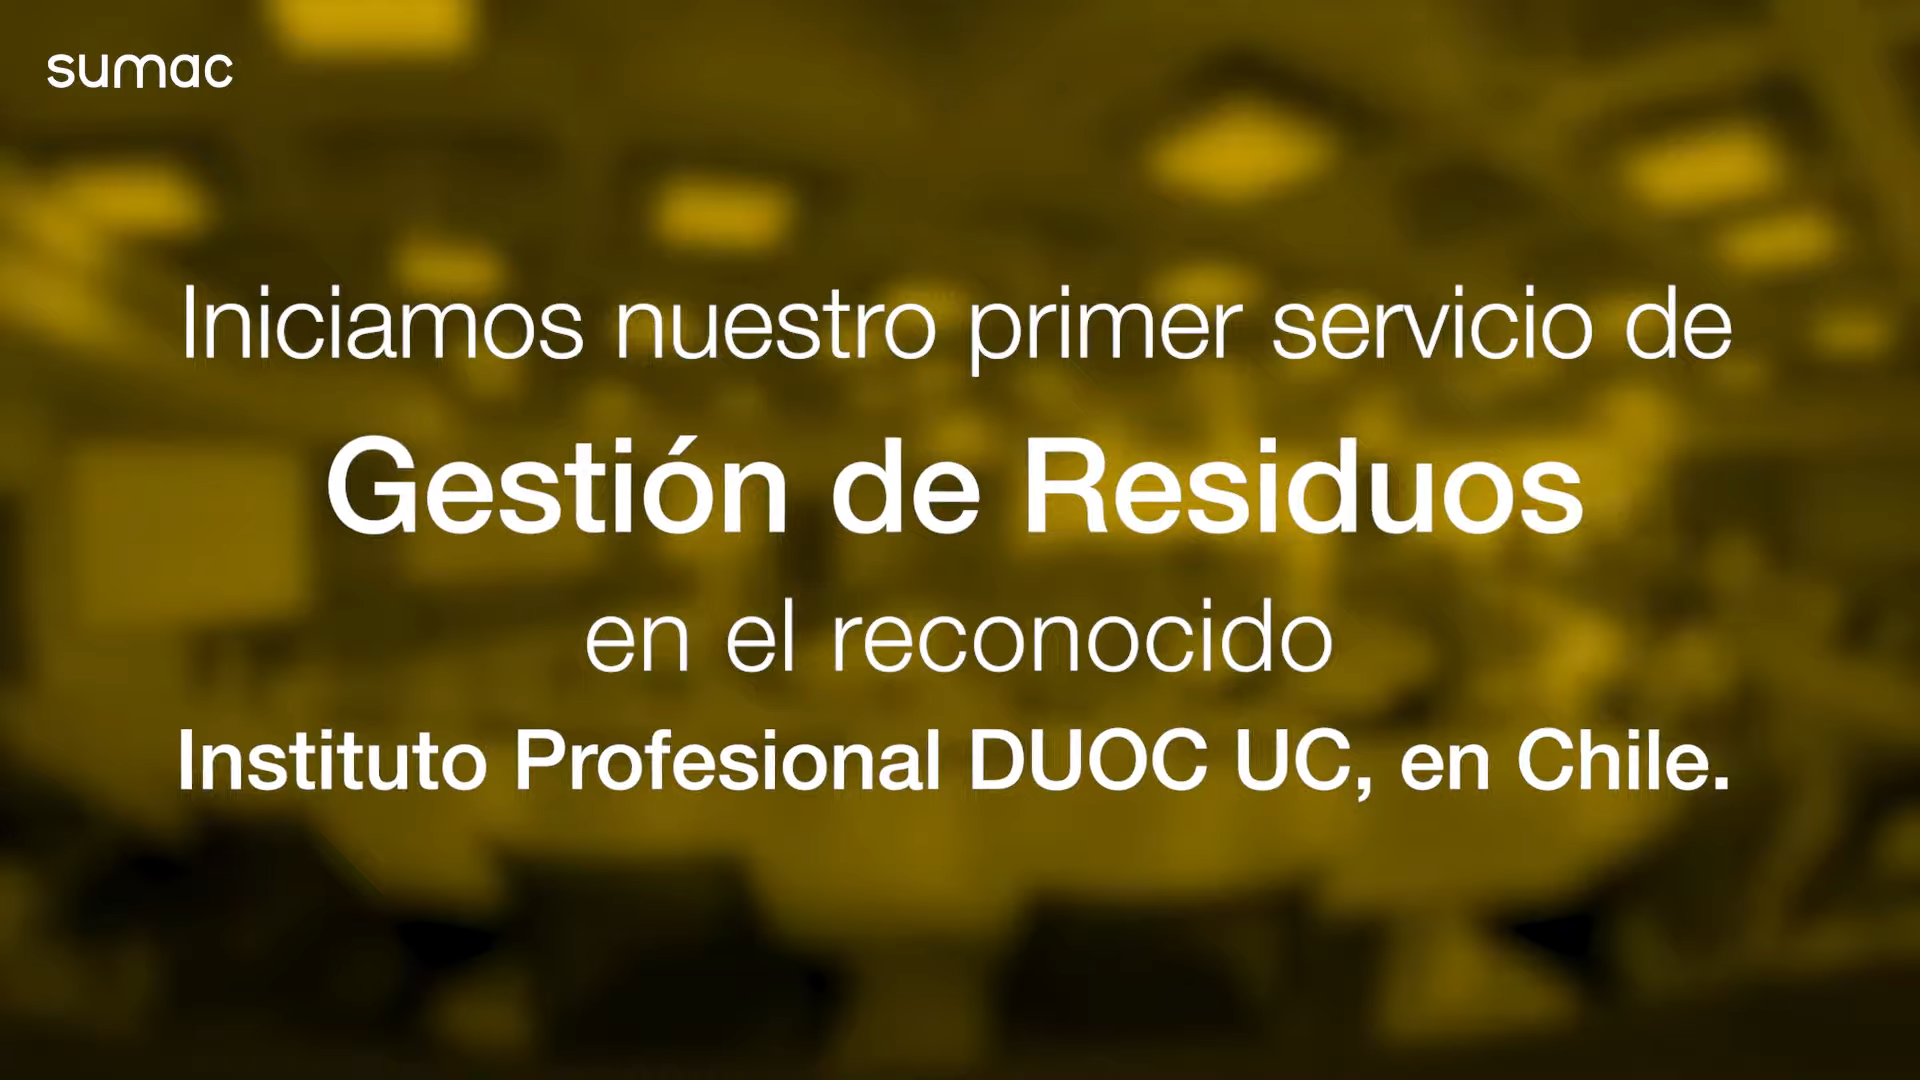 sumac
Iniciamos nuestro primer servicio de
Gestión de Residuos
en el reconocido
Instituto Profesional DUOC UC, en Chile.